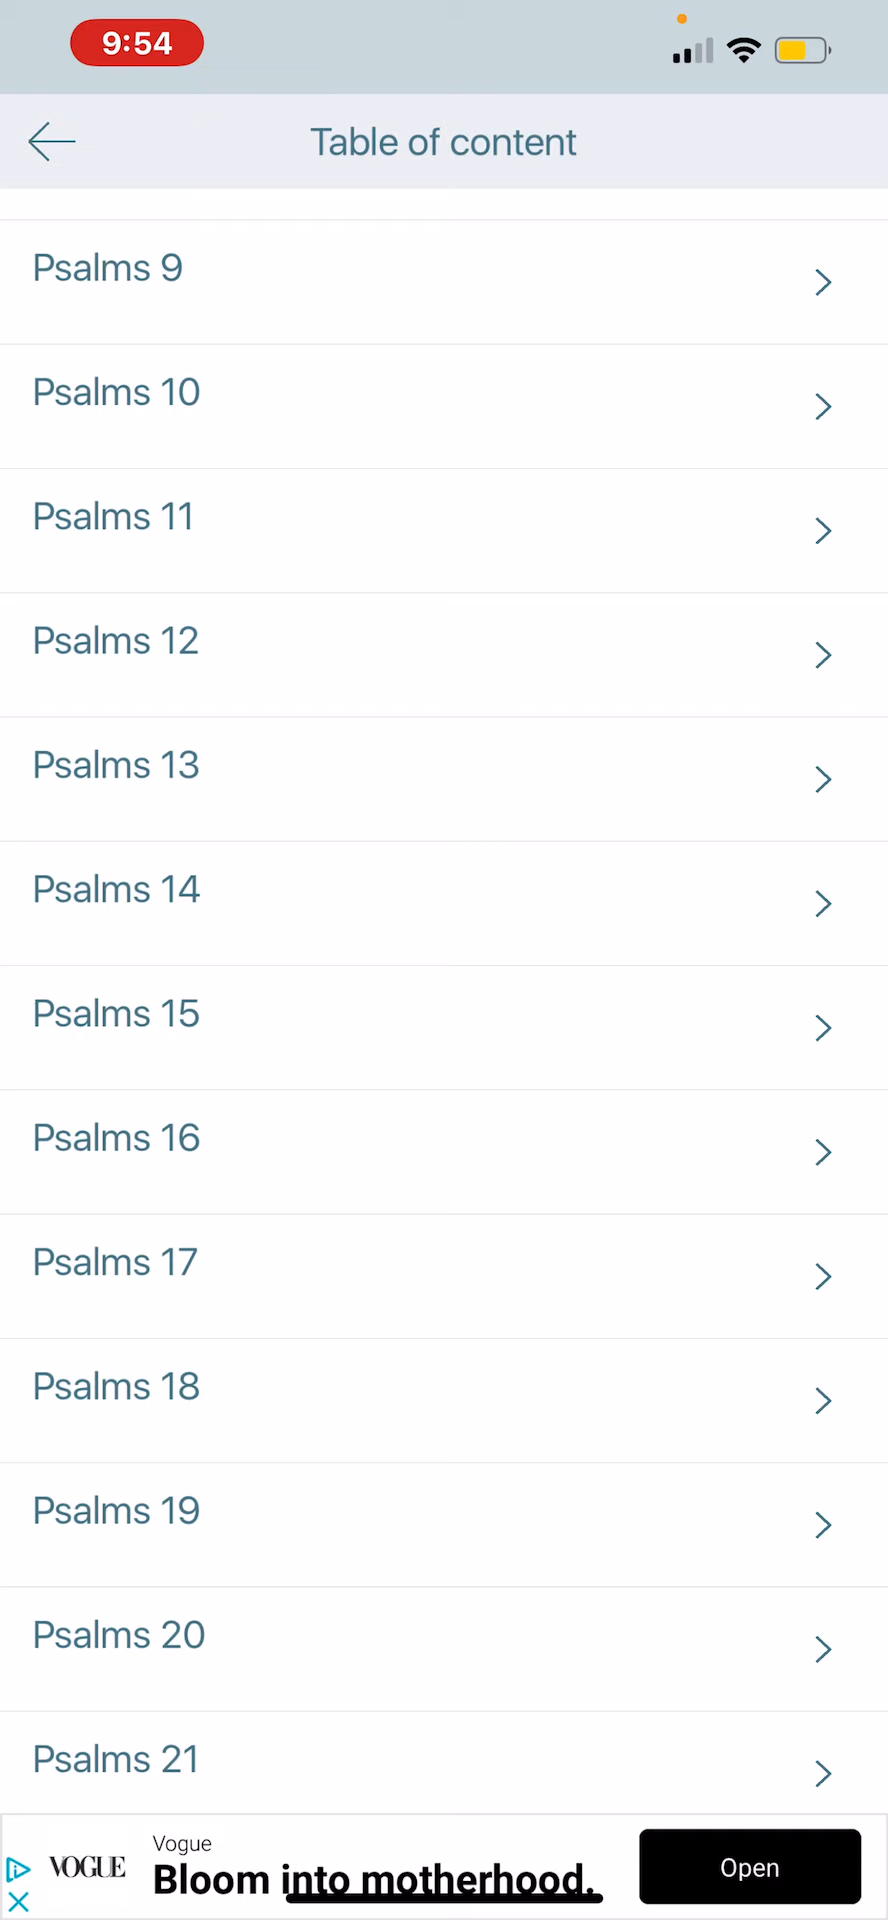 9:54
Table of content
Psalms 9
Psalms 10
Psalms 11
Psalms 12
Psalms 13
Psalms 14
Psalms 15
Psalms 16
Psalms 17
Psalms 18
Psalms 19
Psalms 20
Psalms 21
VOGUE
Vogue
Bloom into motherhood.
Open